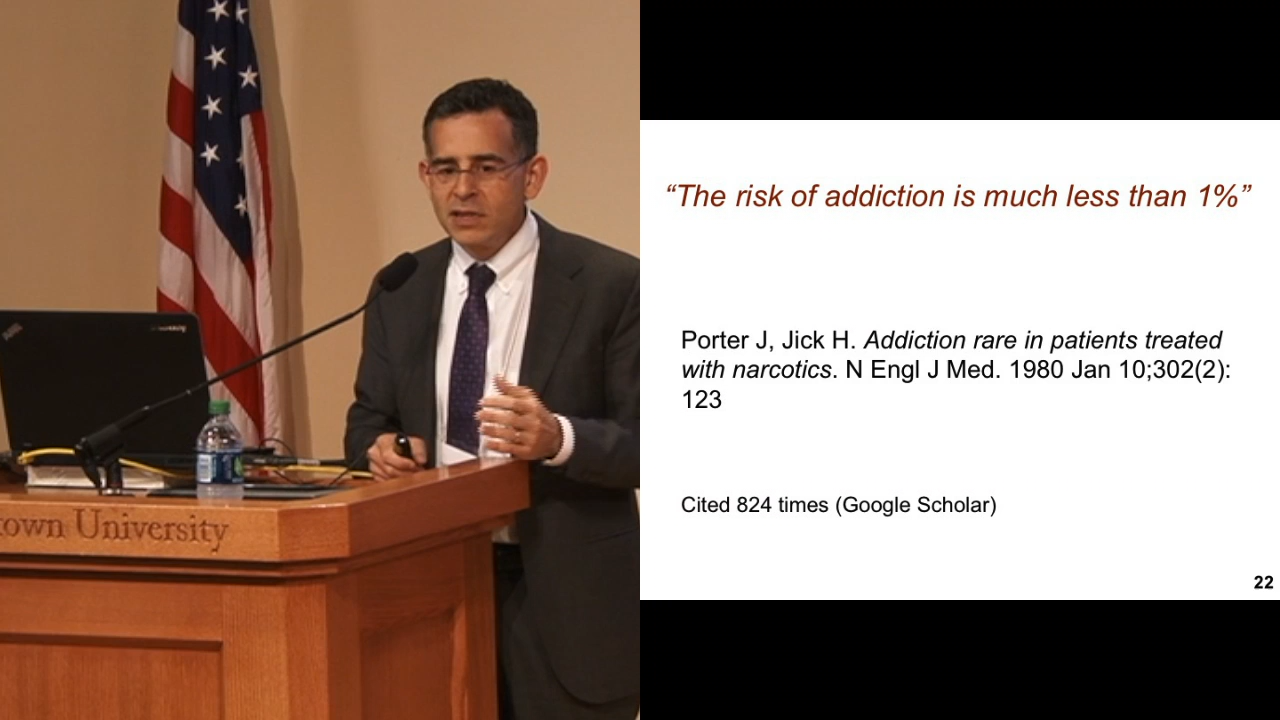 town University
“The risk of addiction is much less than 1%”
Porter J, Jick H. Addiction rare in patients treated
with narcotics. N Engl J Med. 1980 Jan 10;302(2):
123
Cited 824 times (Google Scholar)
22